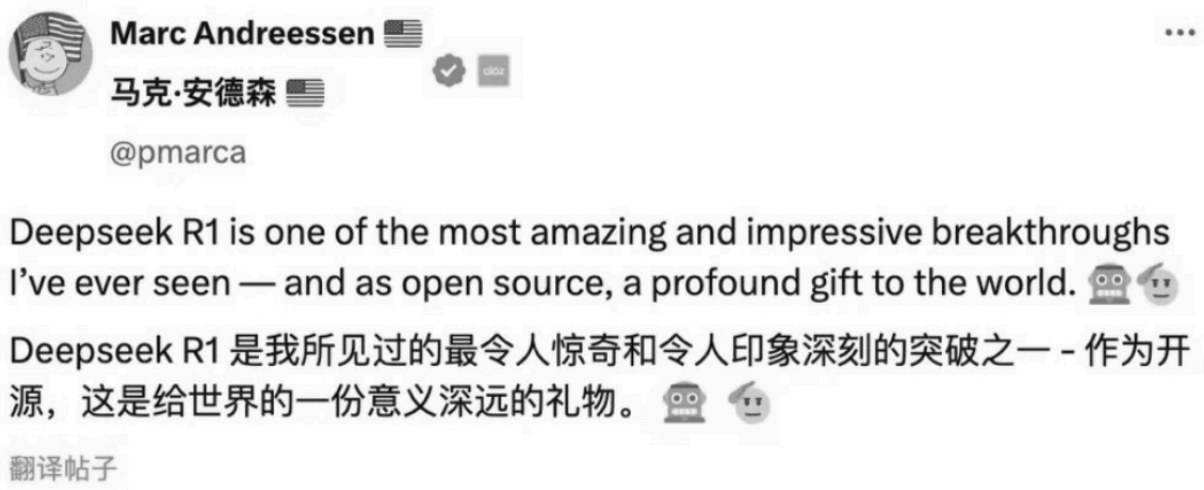 Marc Andreessen 🇺🇸
马克·安德森 🇺🇸
@pmarca
Deepseek R1 is one of the most amazing and impressive breakthroughs
I’ve ever seen — and as open source, a profound gift to the world. 🤖🫡
Deepseek R1 是我所见过的最令人惊奇和令人印象深刻的突破之一 - 作为开
源，这是给世界的一份意义深远的礼物。🤖 🫡
翻译帖子